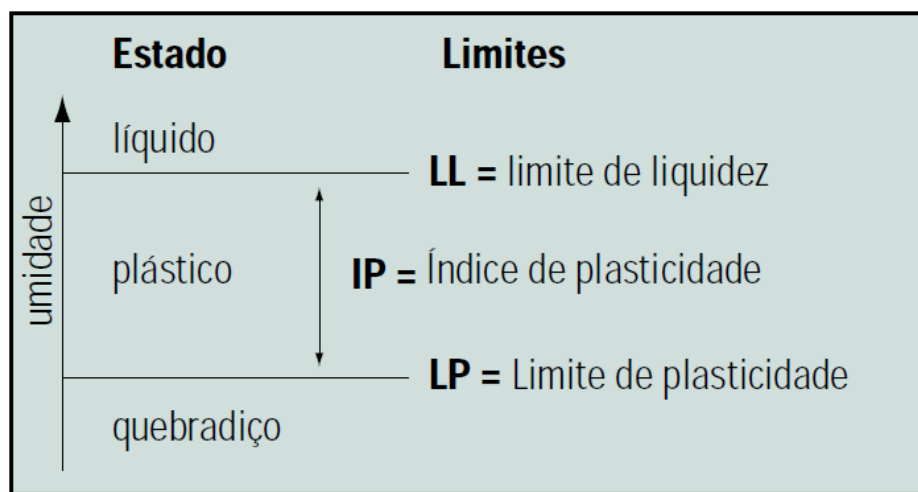 Estado Limites
líquido
LL = limite de liquidez
umidade
plástico
IP = Índice de plasticidade
LP = Limite de plasticidade
quebradiço